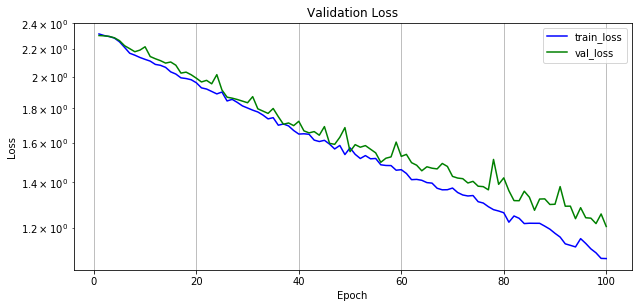 Validation Loss
2.4 × 10⁰
2.2 × 10⁰
2 × 10⁰
1.8 × 10⁰
1.6 × 10⁰
1.4 × 10⁰
1.2 × 10⁰
Loss
train_loss
val_loss
0 20 40 60 80 100
Epoch